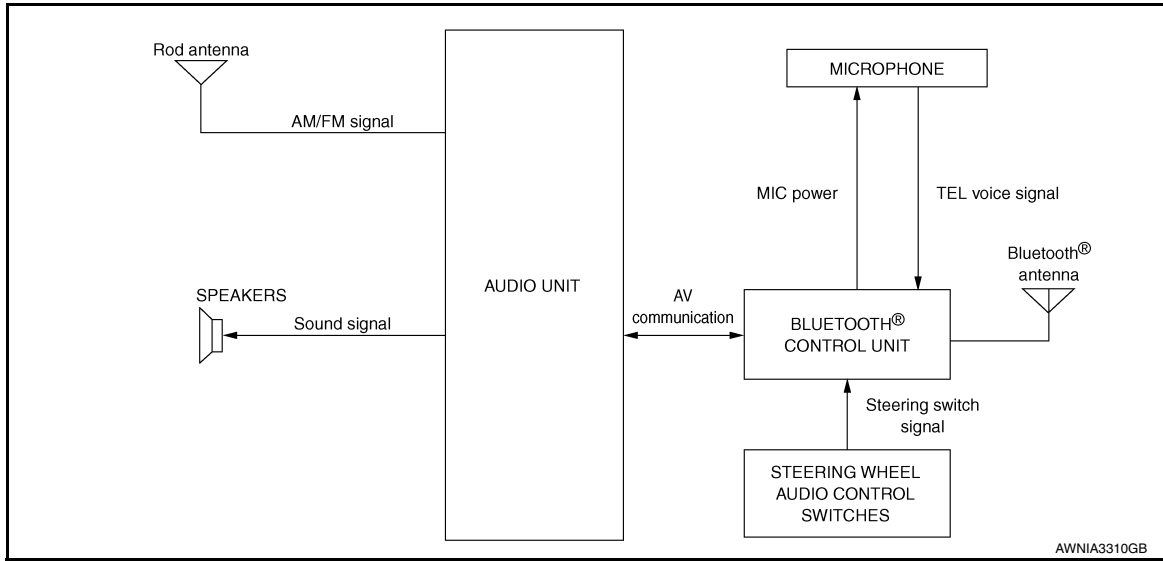 Rod antenna
AM/FM signal
SPEAKERS
Sound signal
AUDIO UNIT
AV
communication
MICROPHONE
MIC power
TEL voice signal
Bluetooth®
antenna
BLUETOOTH®
CONTROL UNIT
Steering switch
signal
STEERING WHEEL
AUDIO CONTROL
SWITCHES
AWNIA3310GB